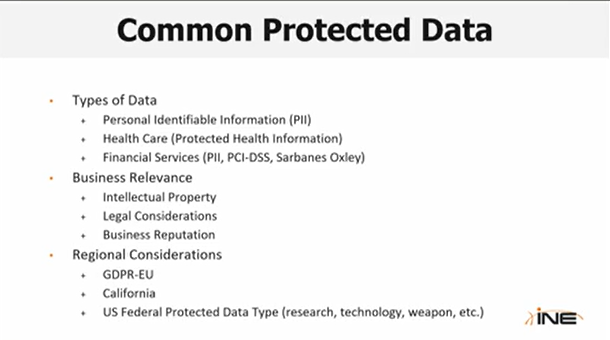 Common Protected Data
• Types of Data
+ Personal Identifiable Information (PII)
+ Health Care (Protected Health Information)
+ Financial Services (PII, PCI-DSS, Sarbanes Oxley)
• Business Relevance
+ Intellectual Property
+ Legal Considerations
+ Business Reputation
• Regional Considerations
+ GDPR-EU
+ California
+ US Federal Protected Data Type (research, technology, weapon, etc.)
iNE